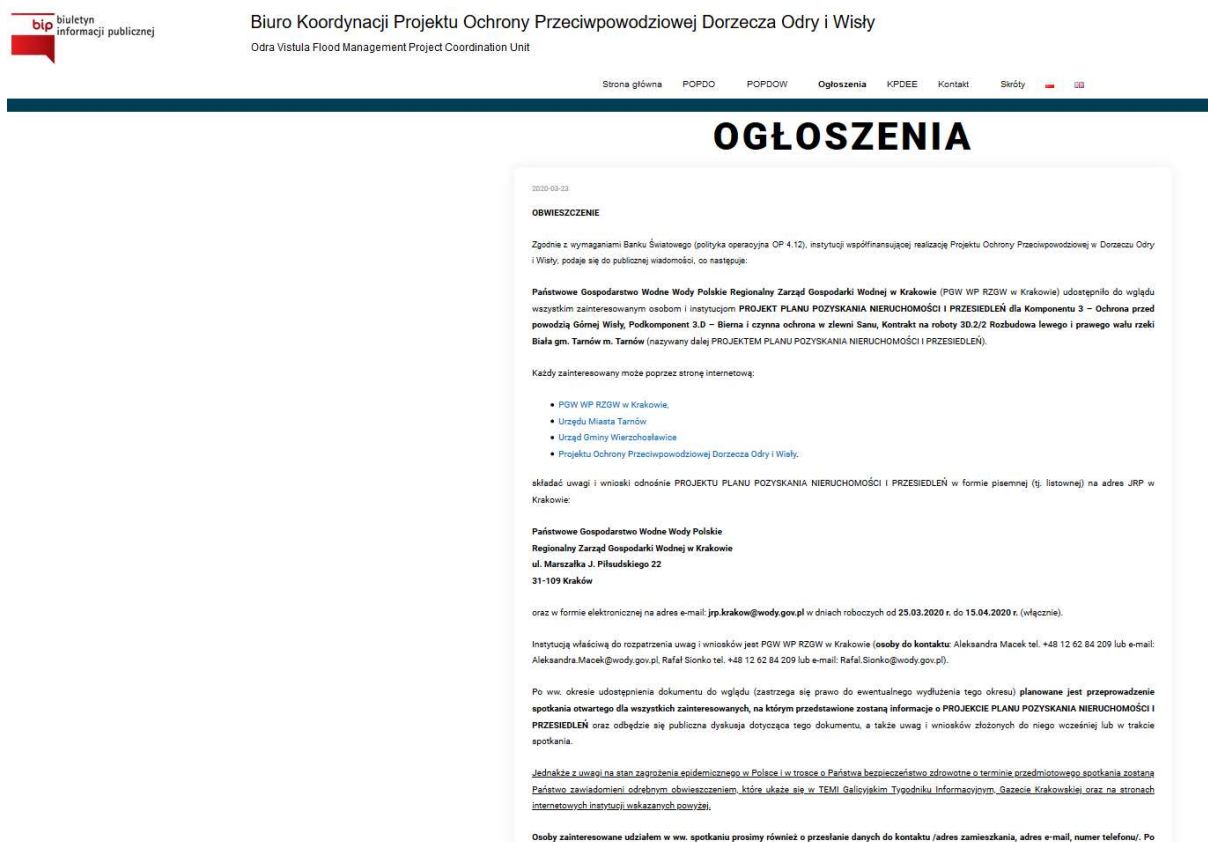 bip biuletyn
informacji publicznej
Biuro Koordynacji Projektu Ochrony Przeciwpowodziowej Dorzecza Odry i Wisły
Odra Vistula Flood Management Project Coordination Unit
Strona główna POPDO POPDOW Ogłoszenia KPDEE Kontakt Skróty
OGŁOSZENIA
2020-03-23
OBWIESZCZENIE
Zgodnie z wymaganiami Banku Światowego (polityka operacyjna OP 4.12), instytucji współfinansującej realizację Projektu Ochrony Przeciwpowodziowej w Dorzeczu Odry
i Wisły, podaje się do publicznej wiadomości, co następuje:
Państwowe Gospodarstwo Wodne Wody Polskie Regionalny Zarząd Gospodarki Wodnej w Krakowie (PGW WP RZGW w Krakowie) udostępniło do wglądu
wszystkim zainteresowanym osobom i instytucjom PROJEKT PLANU POZYSKANIA NIERUCHOMOŚCI I PRZESIEDLEŃ dla Komponentu 3 – Ochrona przed
powodzią Górnej Wisły, Podkomponent 3.D – Bierna i czynna ochrona w zlewni Sanu, Kontrakt na roboty 3D.2/2 Rozbudowa lewego i prawego wału rzeki
Biała gm. Tarnów m. Tarnów (nazywany dalej PROJEKTEM PLANU POZYSKANIA NIERUCHOMOŚCI I PRZESIEDLEŃ).
Każdy zainteresowany może poprzez stronę internetową:
• PGW WP RZGW w Krakowie,
• Urzędu Miasta Tarnów
• Urząd Gminy Wierzchosławice
• Projektu Ochrony Przeciwpowodziowej Dorzecza Odry i Wisły.
składać uwagi i wnioski odnośnie PROJEKTU PLANU POZYSKANIA NIERUCHOMOŚCI I PRZESIEDLEŃ w formie pisemnej (tj. listownej) na adres JRP w
Krakowie:
Państwowe Gospodarstwo Wodne Wody Polskie
Regionalny Zarząd Gospodarki Wodnej w Krakowie
ul. Marszałka J. Piłsudskiego 22
31-109 Kraków
oraz w formie elektronicznej na adres e-mail: jrp.krakow@wody.gov.pl w dniach roboczych od 25.03.2020 r. do 15.04.2020 r. (włącznie).
Instytucją właściwą do rozpatrzenia uwag i wniosków jest PGW WP RZGW w Krakowie (osoby do kontaktu: Aleksandra Macek tel. +48 12 62 84 209 lub e-mail:
Aleksandra.Macek@wody.gov.pl, Rafał Sionko tel. +48 12 62 84 209 lub e-mail: Rafal.Sionko@wody.gov.pl).
Po ww. okresie udostępnienia dokumentu do wglądu (zastrzega się prawo do ewentualnego wydłużenia tego okresu) planowane jest przeprowadzenie
spotkania otwartego dla wszystkich zainteresowanych, na którym przedstawione zostaną informacje o PROJEKCIE PLANU POZYSKANIA NIERUCHOMOŚCI I
PRZESIEDLEŃ oraz odbędzie się publiczna dyskusja dotycząca tego dokumentu, a także uwag i wniosków złożonych do niego wcześniej lub w trakcie
spotkania.
Jednakże z uwagi na stan zagrożenia epidemicznego w Polsce i w trosce o Państwa bezpieczeństwo zdrowotne o terminie przedmiotowego spotkania zostaną
Państwo zawiadomieni odrębnym obwieszczeniem, które ukaże się w TEMI Galicyjskim Tygodniku Informacyjnym, Gazecie Krakowskiej oraz na stronach
internetowych instytucji wskazanych powyżej.
Osoby zainteresowane udziałem w ww. spotkaniu prosimy również o przesłanie danych do kontaktu /adres zamieszkania, adres e-mail, numer telefonu/. Po